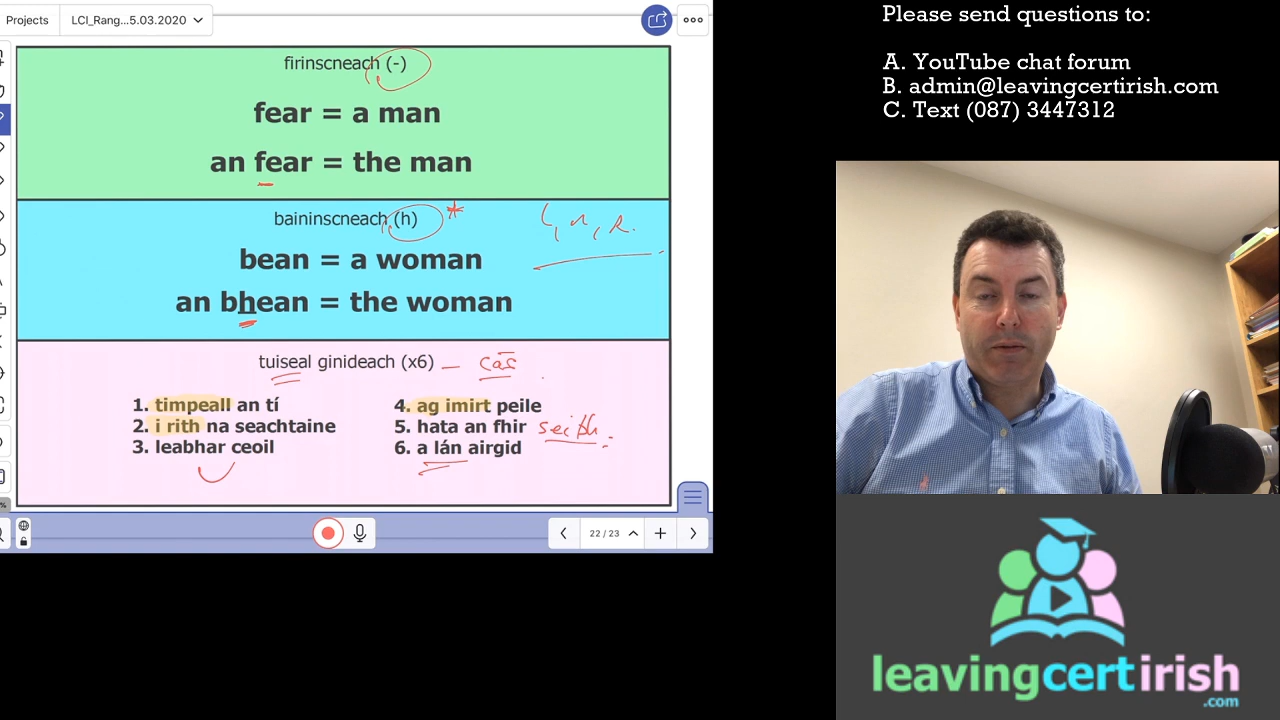 Projects
LCI_Rang...5.03.2020
firinscneach (-)
fear = a man
an fear = the man
baininscneach (h) *
l, n, R.
bean = a woman
an bhean = the woman
tuiseal ginideach (x6) – cás
1. timpeall an tí
2. i rith na seachtaine
3. leabhar ceoil
4. ag imirt peile
5. hata an fhir
6. a lán airgid
22 / 23
Please send questions to:
A. YouTube chat forum
B. admin@leavingcertirish.com
C. Text (087) 3447312
leavingcertirish
.com